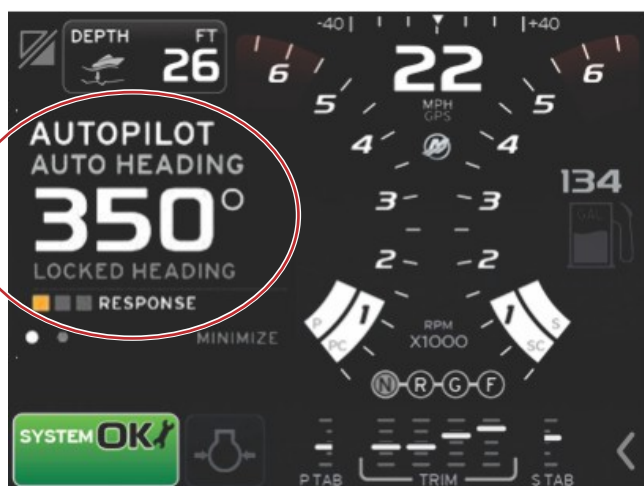 -40 +40
DEPTH FT
26
22
MPH
GPS
6 6
5 5
4 4
3 3
2 2
1 1
AUTOPILOT
AUTO HEADING
350°
LOCKED HEADING
RESPONSE
MINIMIZE
134
GAL
P S
PC SC
RPM
X1000
N R G F
SYSTEM OK
P TAB TRIM S TAB